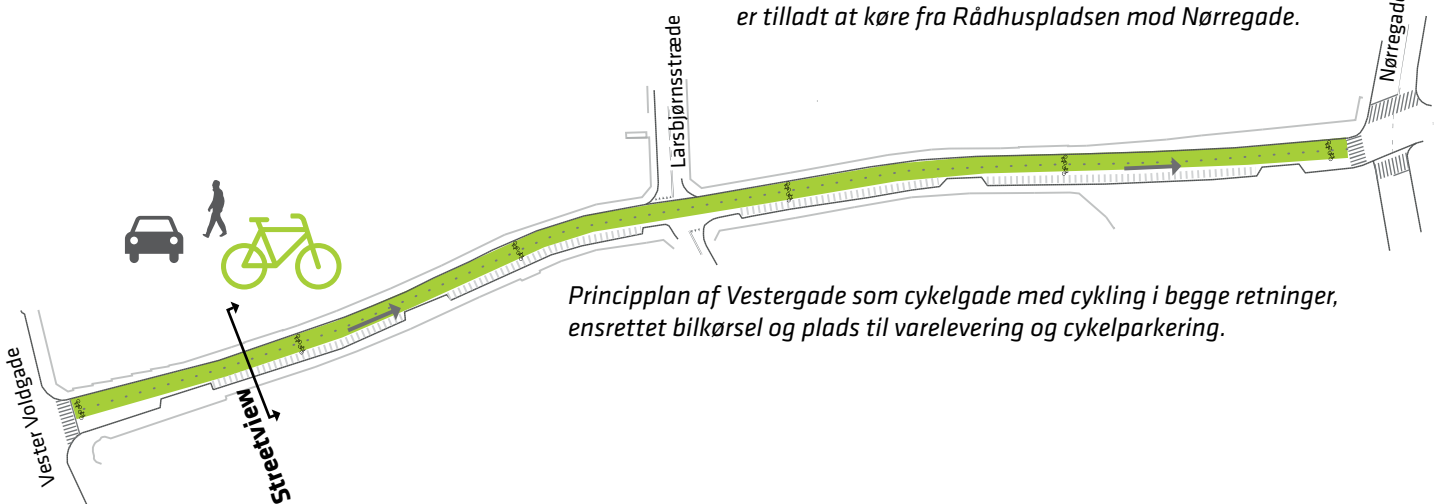 er tilladt at køre fra Rådhuspladsen mod Nørregade.
Nørregade
Larsbjørnsstræde
Principplan af Vestergade som cykelgade med cykling i begge retninger,
ensrettet bilkørsel og plads til varelevering og cykelparkering.
Vester Voldgade
Streetview